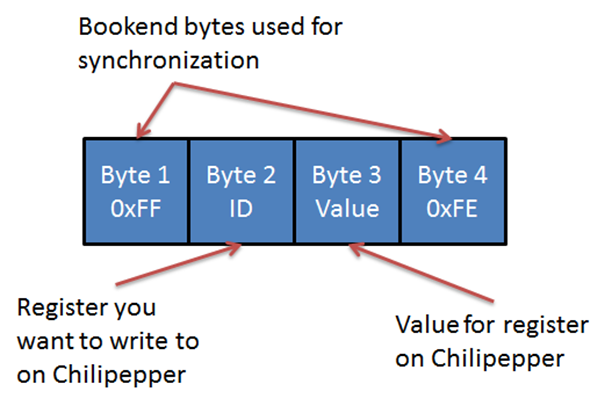 Bookend bytes used for
synchronization
Byte 1
0xFF
Byte 2
ID
Byte 3
Value
Byte 4
0xFE
Register you
want to write to
on Chilipepper
Value for register
on Chilipepper